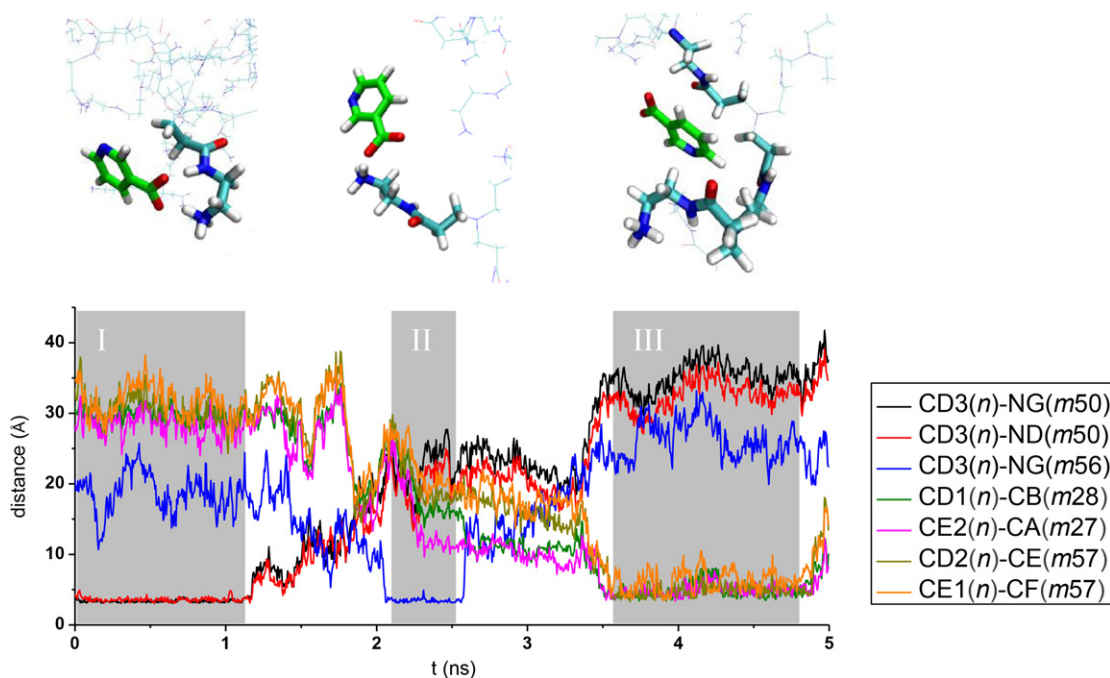 I
II
III
distance (Å)
40
30
20
10
0
0
1
2
3
4
5
t (ns)
CD3(n)-NG(m50)
CD3(n)-ND(m50)
CD3(n)-NG(m56)
CD1(n)-CB(m28)
CE2(n)-CA(m27)
CD2(n)-CE(m57)
CE1(n)-CF(m57)